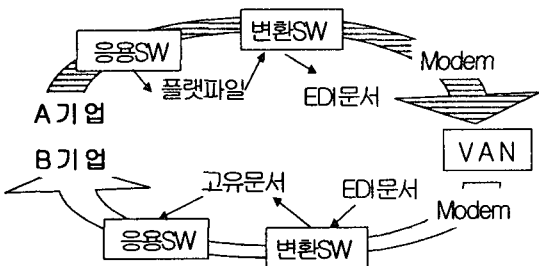 변환SW
응용SW
Modem
플랫파일
EDI문서
A기업
B기업
VAN
고유문서
EDI문서
Modem
응용SW
변환SW